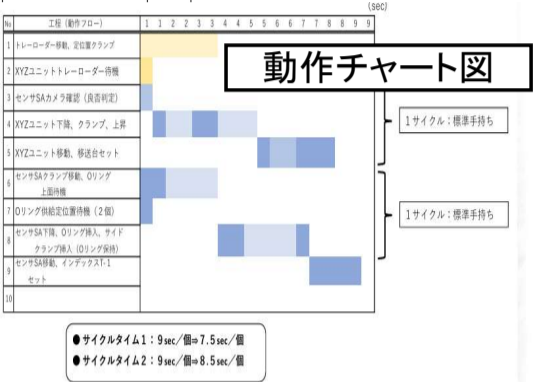 (sec)
No 工程（動作フロー） 1 1 2 2 3 3 4 4 5 5 6 6 7 7 8 8 9 9
1 トレーローダー移動、定位置クランプ
2 XYZユニットトレーローダー待機
3 センサSAカメラ確認（良否判定）
4 XYZユニット下降、クランプ、上昇
5 XYZユニット移動、移送台セット
6 センサSAクランプ移動、Oリング
上面待機
7 Oリング供給定位置待機（２個）
8 センサSA下降、Oリング挿入、サイド
クランプ挿入（Oリング保持）
9 センサSA移動、インデックスT-1
セット
10
動作チャート図
1サイクル：標準手持ち
1サイクル：標準手持ち
●サイクルタイム1：9sec／個⇒7.5sec／個
●サイクルタイム2：9sec／個⇒8.5sec／個